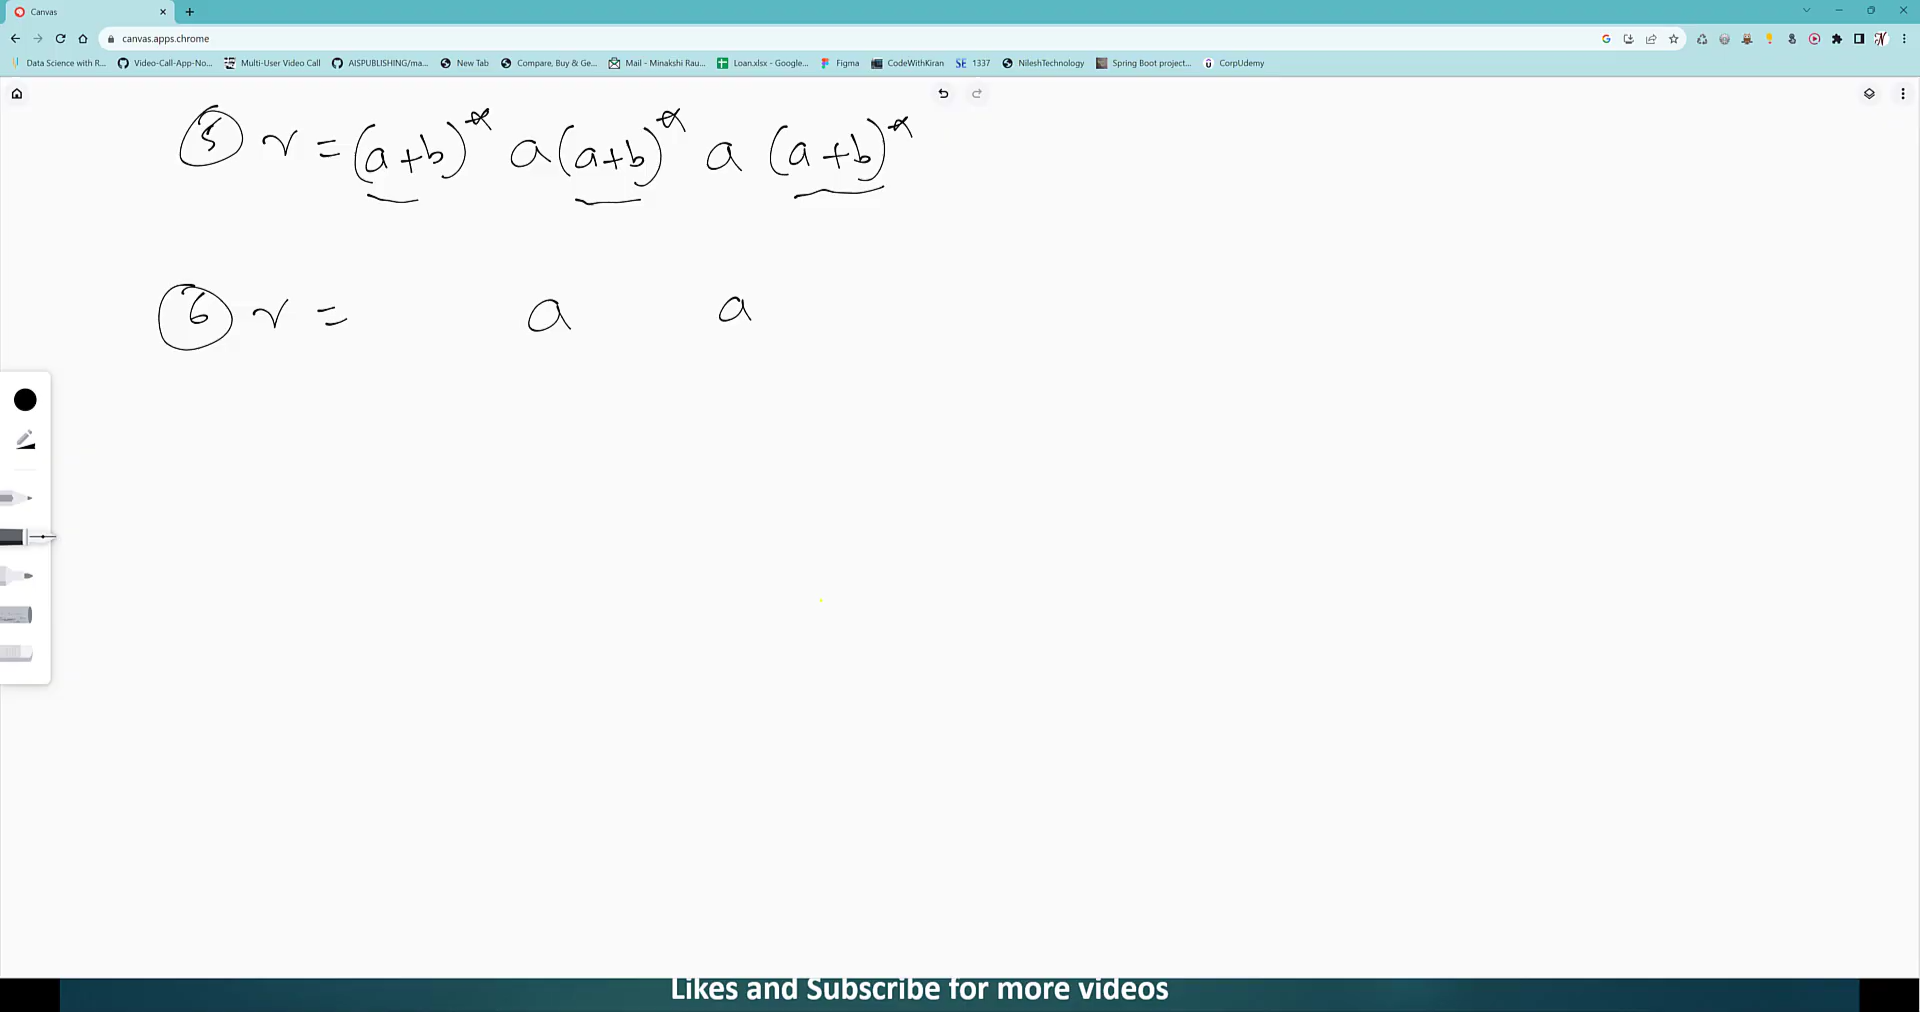 Canvas
canvas.apps.chrome
Data Science with R...
Video-Call-App-No...
Multi-User Video Call
AISPUBLISHING/ma...
New Tab
Compare, Buy & Ge...
Mail - Minakshi Rau...
Loan.xlsx - Google...
Figma
CodeWithKiran
SE 1337
NileshTechnology
Spring Boot project...
CorpUdemy
5 r = (a+b)* a (a+b)* a (a+b)*
6 r = a a
Likes and Subscribe for more videos